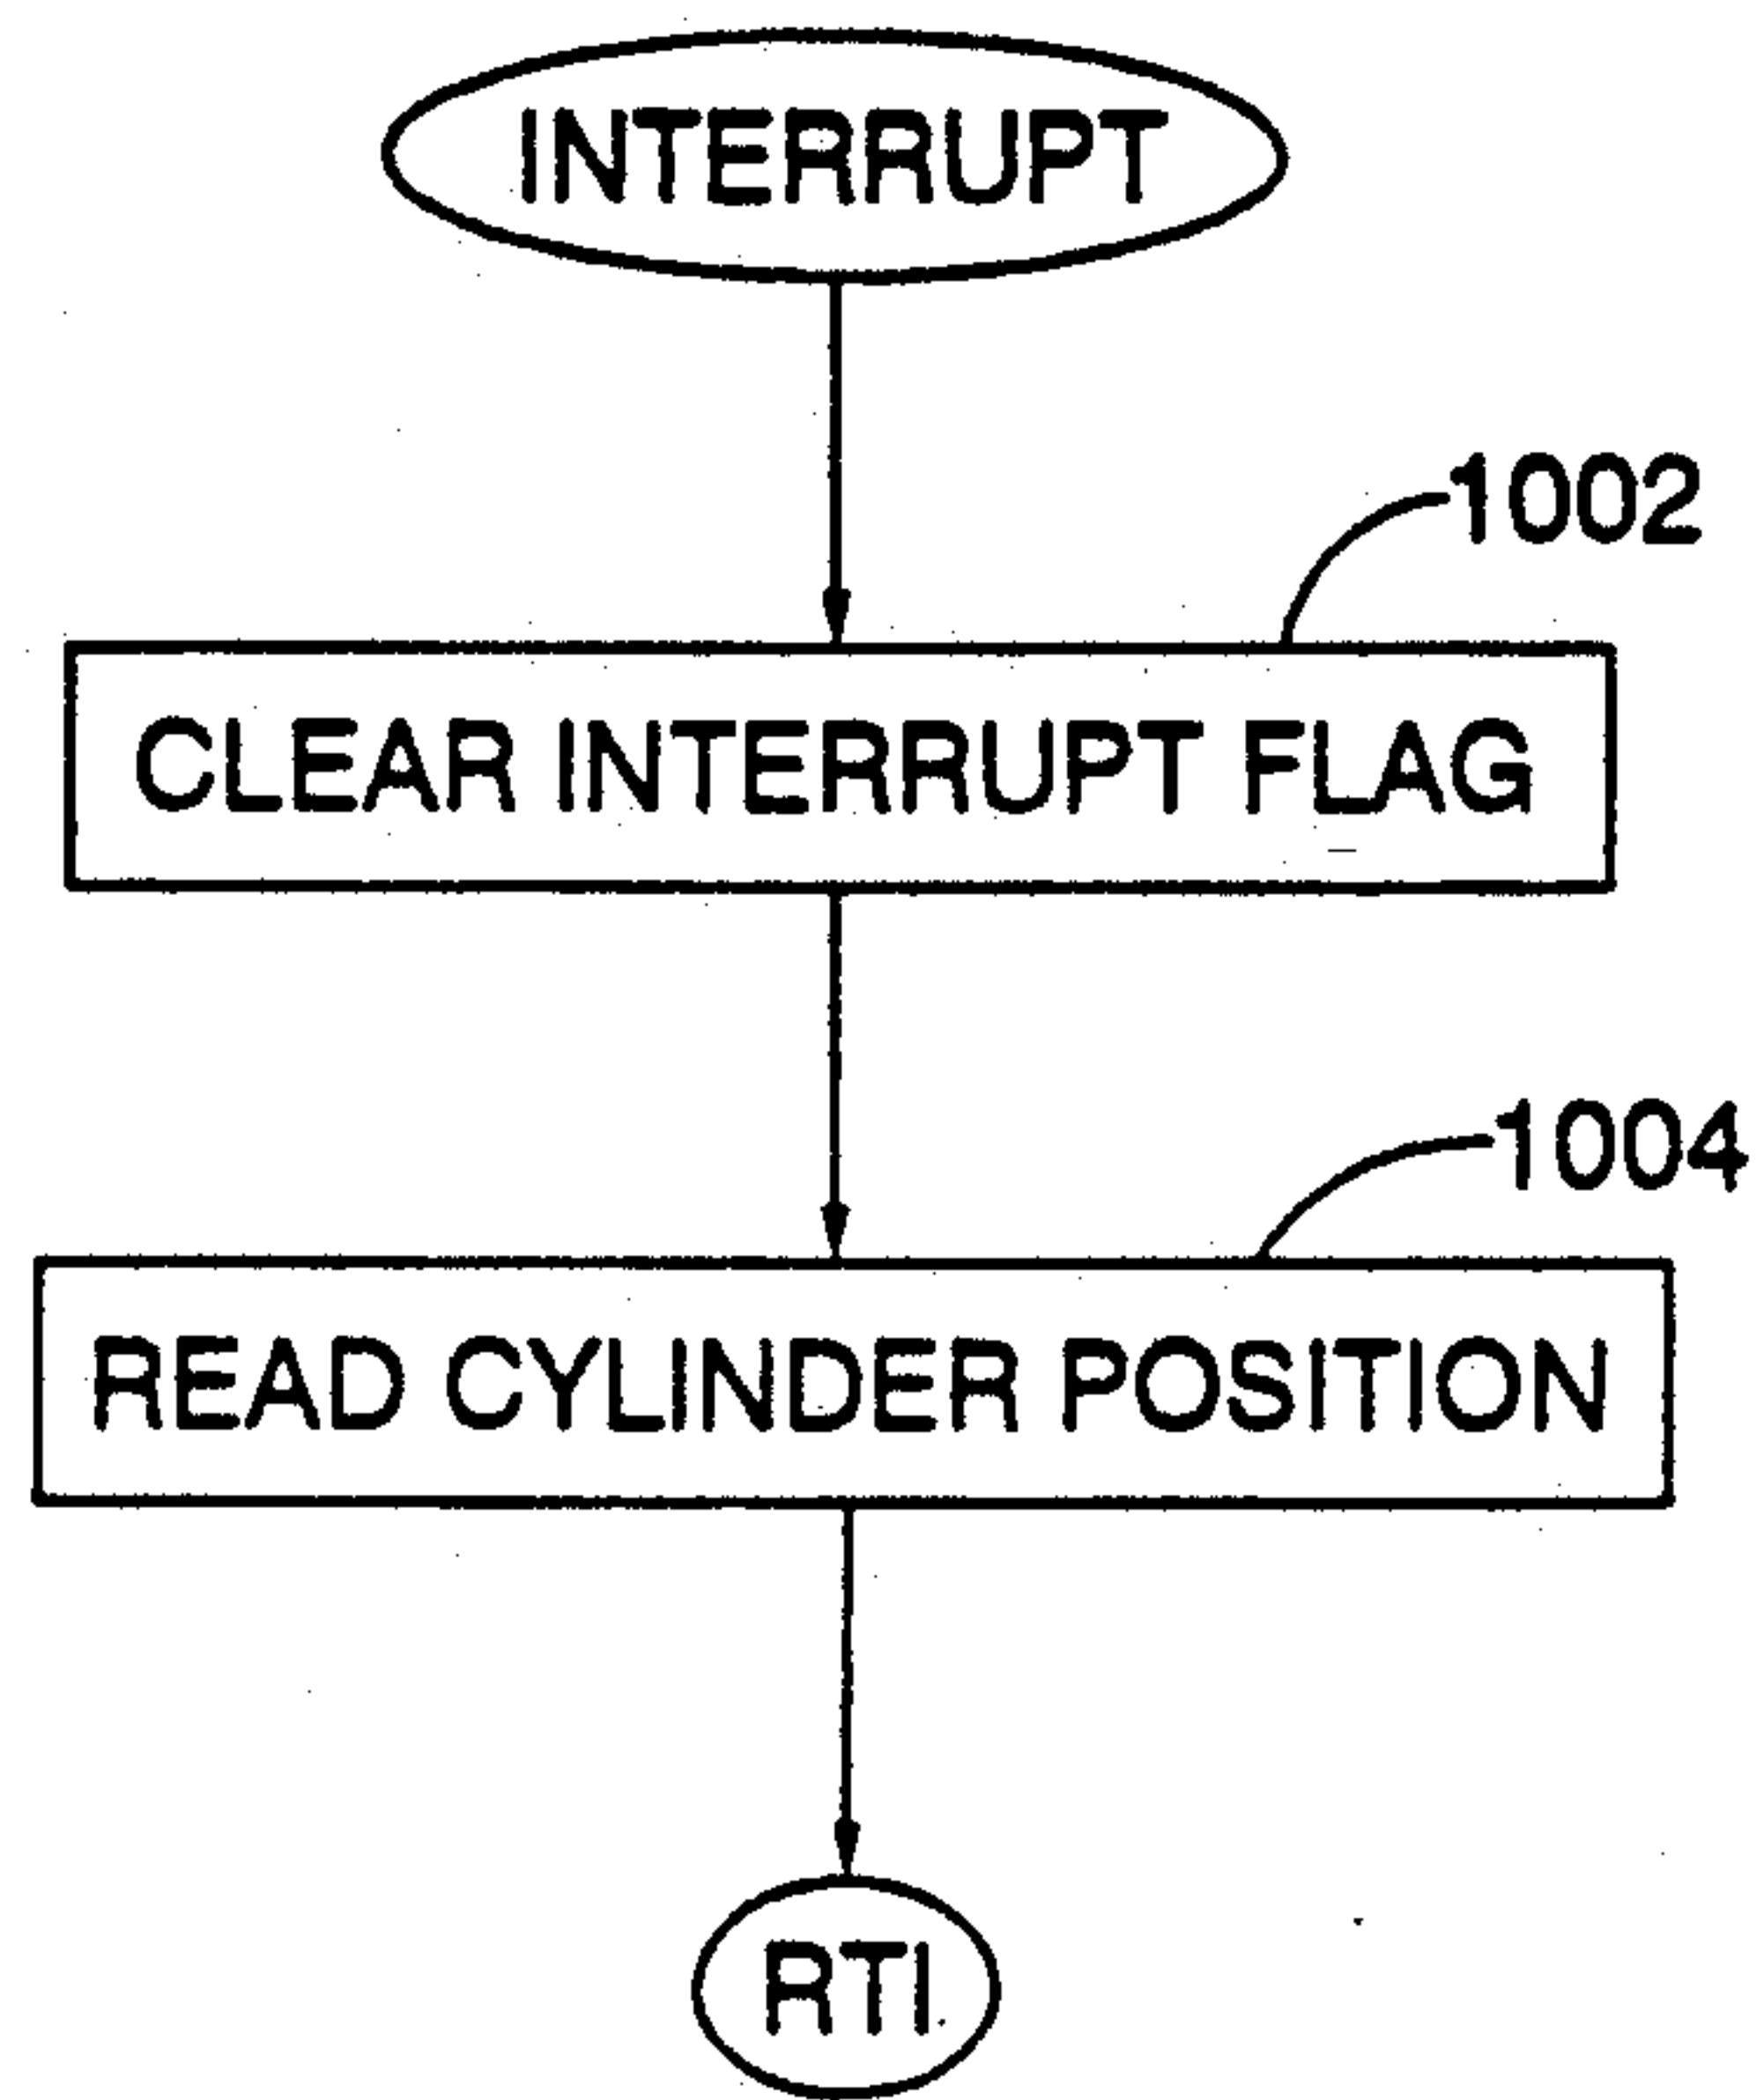 INTERRUPT
1002
CLEAR INTERRUPT FLAG
1004
READ CYLINDER POSITION
RTI